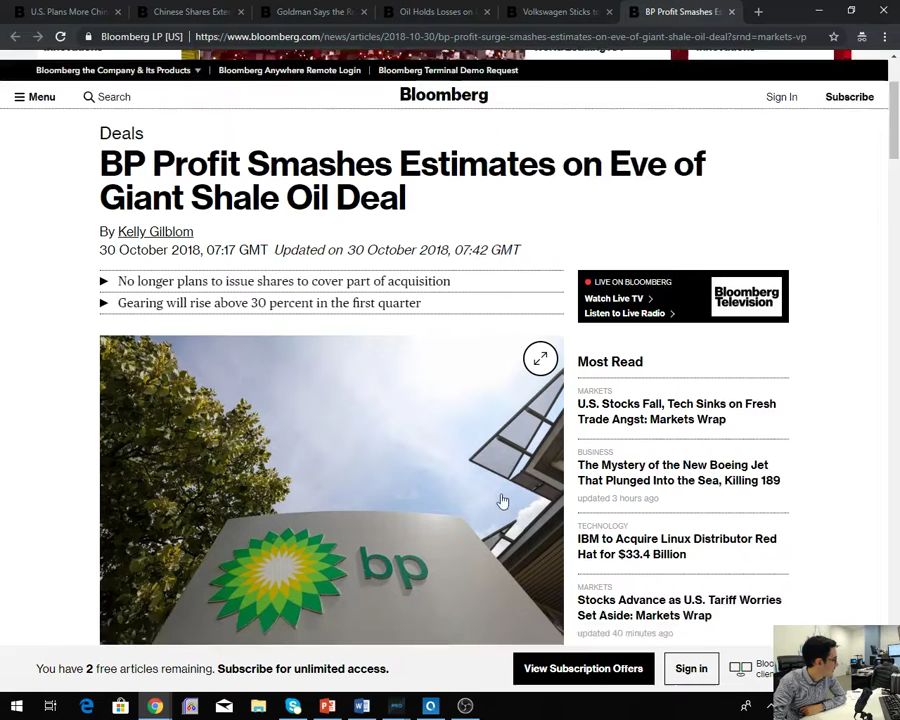 U.S. Plans More Chin
Chinese Shares Exte
Goldman Says the R
Oil Holds Losses on
Volkswagen Sticks to
BP Profit Smashes Es
Bloomberg LP [US] | https://www.bloomberg.com/news/articles/2018-10-30/bp-profit-surge-smashes-estimates-on-eve-of-giant-shale-oil-deal?srnd=markets-vp
Bloomberg the Company & Its Products
Bloomberg Anywhere Remote Login
Bloomberg Terminal Demo Request
Menu
Search
Bloomberg
Sign In
Subscribe
Deals
BP Profit Smashes Estimates on Eve of
Giant Shale Oil Deal
By Kelly Gilblom
30 October 2018, 07:17 GMT Updated on 30 October 2018, 07:42 GMT
No longer plans to issue shares to cover part of acquisition
Gearing will rise above 30 percent in the first quarter
LIVE ON BLOOMBERG
Watch Live TV
Listen to Live Radio
Bloomberg
Television
bp
Most Read
MARKETS
U.S. Stocks Fall, Tech Sinks on Fresh
Trade Angst: Markets Wrap
BUSINESS
The Mystery of the New Boeing Jet
That Plunged Into the Sea, Killing 189
updated 3 hours ago
TECHNOLOGY
IBM to Acquire Linux Distributor Red
Hat for $33.4 Billion
MARKETS
Stocks Advance as U.S. Tariff Worries
Set Aside: Markets Wrap
updated 40 minutes ago
You have 2 free articles remaining. Subscribe for unlimited access.
View Subscription Offers
Sign in